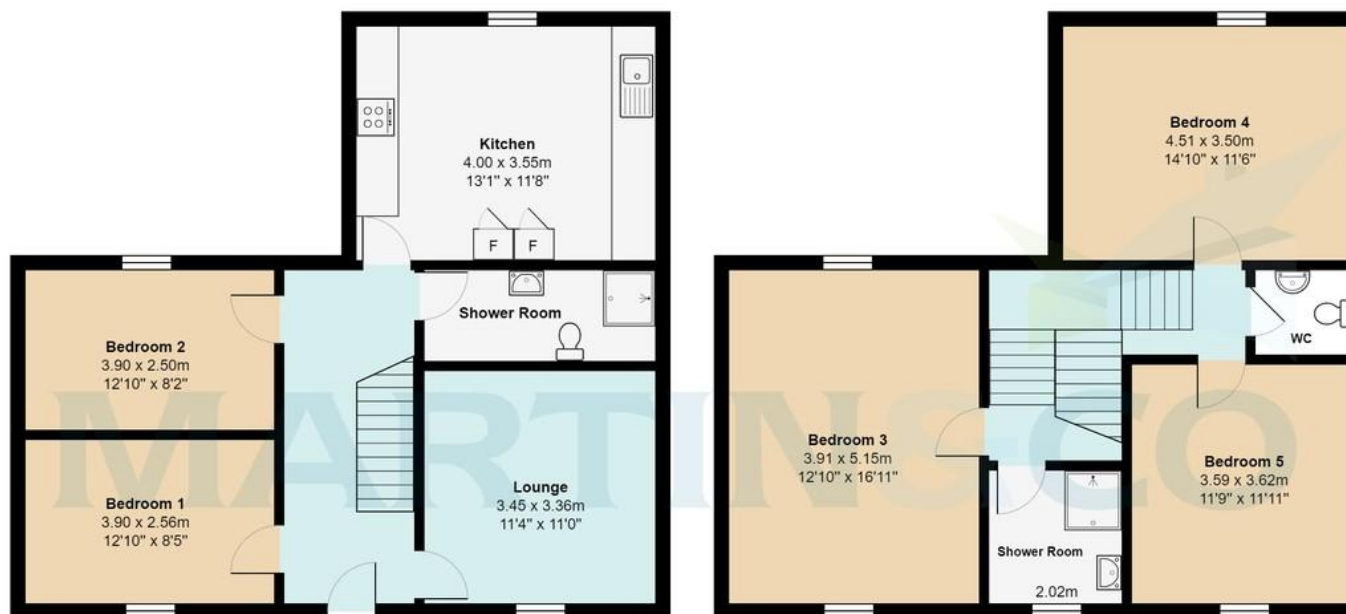 Kitchen
4.00 x 3.55m
13'1" x 11'8"
F F
Shower Room
Bedroom 2
3.90 x 2.50m
12'10" x 8'2"
Bedroom 1
3.90 x 2.56m
12'10" x 8'5"
Lounge
3.45 x 3.36m
11'4" x 11'0"
Bedroom 4
4.51 x 3.50m
14'10" x 11'6"
WC
Bedroom 3
3.91 x 5.15m
12'10" x 16'11"
Bedroom 5
3.59 x 3.62m
11'9" x 11'11"
Shower Room
2.02m
MARTIN&CO